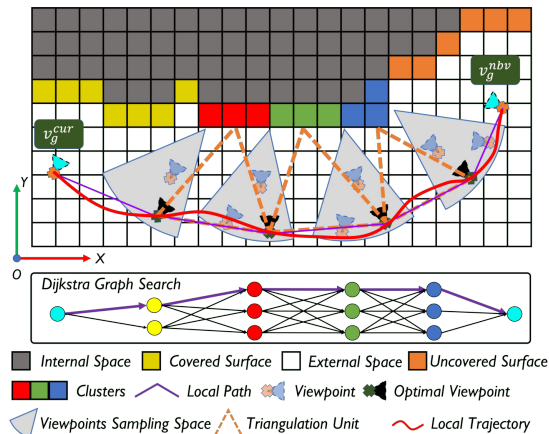 v_g^{nbv}
v_g^{cur}
Y
O
X
Dijkstra Graph Search
Internal Space
Covered Surface
External Space
Uncovered Surface
Clusters
Local Path
Viewpoint
Optimal Viewpoint
Viewpoints Sampling Space
Triangulation Unit
Local Trajectory